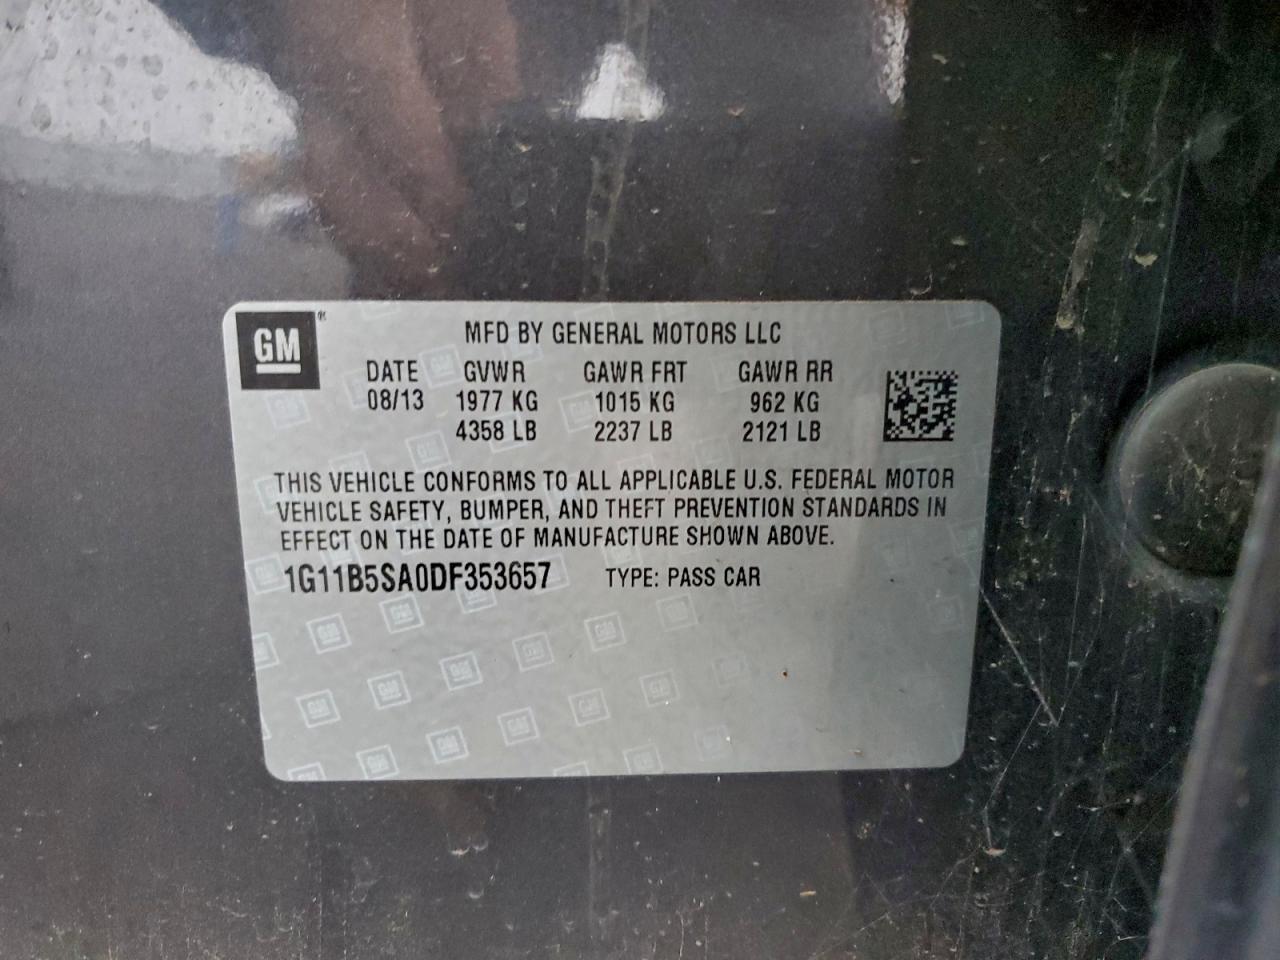 GM ®
MFD BY GENERAL MOTORS LLC
DATE GVWR GAWR FRT GAWR RR
08/13 1977 KG 1015 KG 962 KG
4358 LB 2237 LB 2121 LB
THIS VEHICLE CONFORMS TO ALL APPLICABLE U.S. FEDERAL MOTOR
VEHICLE SAFETY, BUMPER, AND THEFT PREVENTION STANDARDS IN
EFFECT ON THE DATE OF MANUFACTURE SHOWN ABOVE.
1G11B5SA0DF353657 TYPE: PASS CAR